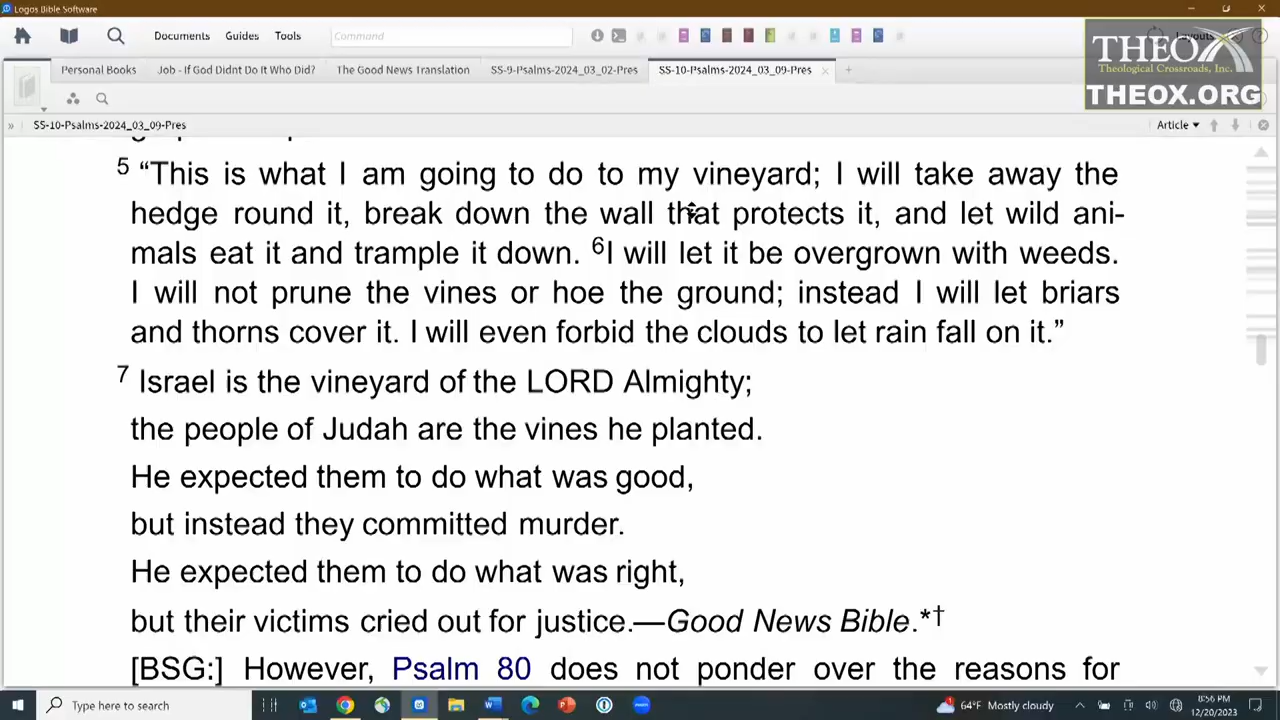 Logos Bible Software
Documents Guides Tools Command Layouts
THEOX
Theological Crossroads, Inc.
THEOX.ORG
Personal Books Job - If God Didnt Do It Who Did? The Good News Psalms-2024_03_02-Pres SS-10-Psalms-2024_03_09-Pres
SS-10-Psalms-2024_03_09-Pres Article
5 “This is what I am going to do to my vineyard; I will take away the
hedge round it, break down the wall that protects it, and let wild ani-
mals eat it and trample it down. 6I will let it be overgrown with weeds.
I will not prune the vines or hoe the ground; instead I will let briars
and thorns cover it. I will even forbid the clouds to let rain fall on it.”
7 Israel is the vineyard of the LORD Almighty;
the people of Judah are the vines he planted.
He expected them to do what was good,
but instead they committed murder.
He expected them to do what was right,
but their victims cried out for justice.—Good News Bible.*†
[BSG:] However, Psalm 80 does not ponder over the reasons for
Type here to search 64°F Mostly cloudy 8:56 PM
12/20/2023